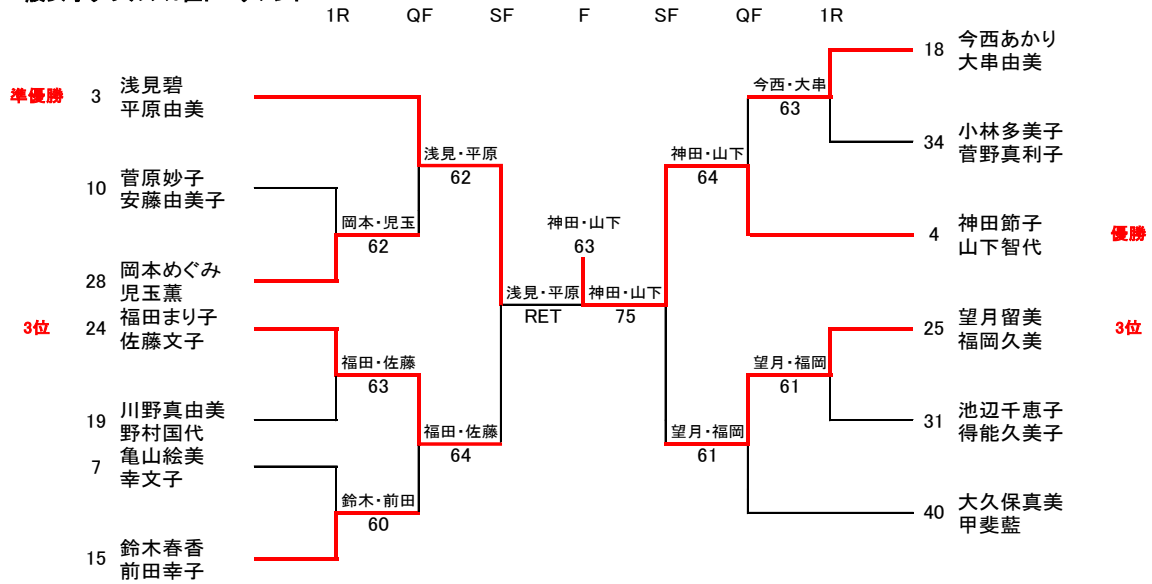 1R QF SF F SF QF 1R
準優勝 3 浅見碧
平原由美
10 菅原妙子
安藤由美子
28 岡本めぐみ
児玉薫
3位 24 福田まり子
佐藤文子
19 川野真由美
野村国代
7 亀山絵美
幸文子
15 鈴木春香
前田幸子
岡本・児玉
62
福田・佐藤
63
鈴木・前田
60
浅見・平原
62
福田・佐藤
64
浅見・平原
RET
神田・山下
63
神田・山下
75
神田・山下
64
望月・福岡
61
今西・大串
63
望月・福岡
61
18 今西あかり
大串由美
34 小林多美子
菅野真利子
4 神田節子 優勝
山下智代
25 望月留美 3位
福岡久美
31 池辺千恵子
得能久美子
40 大久保真美
甲斐藍